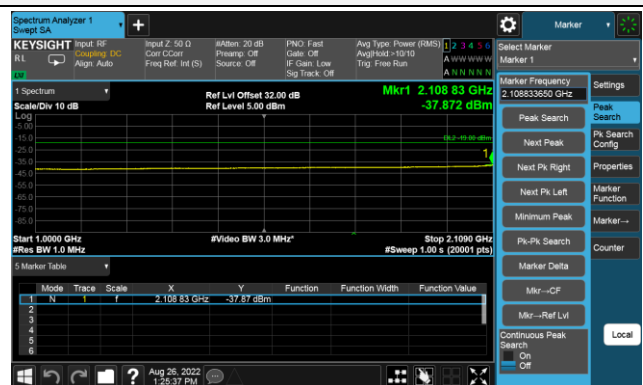 Spectrum Analyzer 1
Swept SA
+
Marker
KEYSIGHT
R L
Input: RF
Coupling: DC
Align: Auto
Input Z: 50 Ω
Corr CCorr
Freq Ref: Int (S)
#Atten: 20 dB
Preamp: Off
Source: Off
PNO: Fast
Gate: Off
IF Gain: Low
Sig Track: Off
Avg Type: Power (RMS)
Avg|Hold:>10/10
Trig: Free Run
1 2 3 4 5 6
A W W W W W
A N N N N N
Select Marker
Marker 1
1 Spectrum
Scale/Div 10 dB
Log
Ref Lvl Offset 32.00 dB
Ref Level 5.00 dBm
Mkr1 2.108 83 GHz
-37.872 dBm
-5.00
-15.0
-25.0
-35.0
-45.0
-55.0
-65.0
-75.0
-85.0
DL2 -19.00 dBm
1
Start 1.0000 GHz
#Res BW 1.0 MHz
#Video BW 3.0 MHz*
Stop 2.1090 GHz
#Sweep 1.00 s (20001 pts)
5 Marker Table
Mode Trace Scale X Y Function Function Width Function Value
1 N 1 f 2.108 83 GHz -37.87 dBm
2
3
4
5
6
Marker Frequency
2.108833650 GHz
Peak Search
Next Peak
Next Pk Right
Next Pk Left
Minimum Peak
Pk-Pk Search
Marker Delta
Mkr→CF
Mkr→Ref Lvl
Continuous Peak
Search
On
Off
Settings
Peak
Search
Pk Search
Config
Properties
Marker
Function
Marker→
Counter
Local
?
Aug 26, 2022
1:25:37 PM